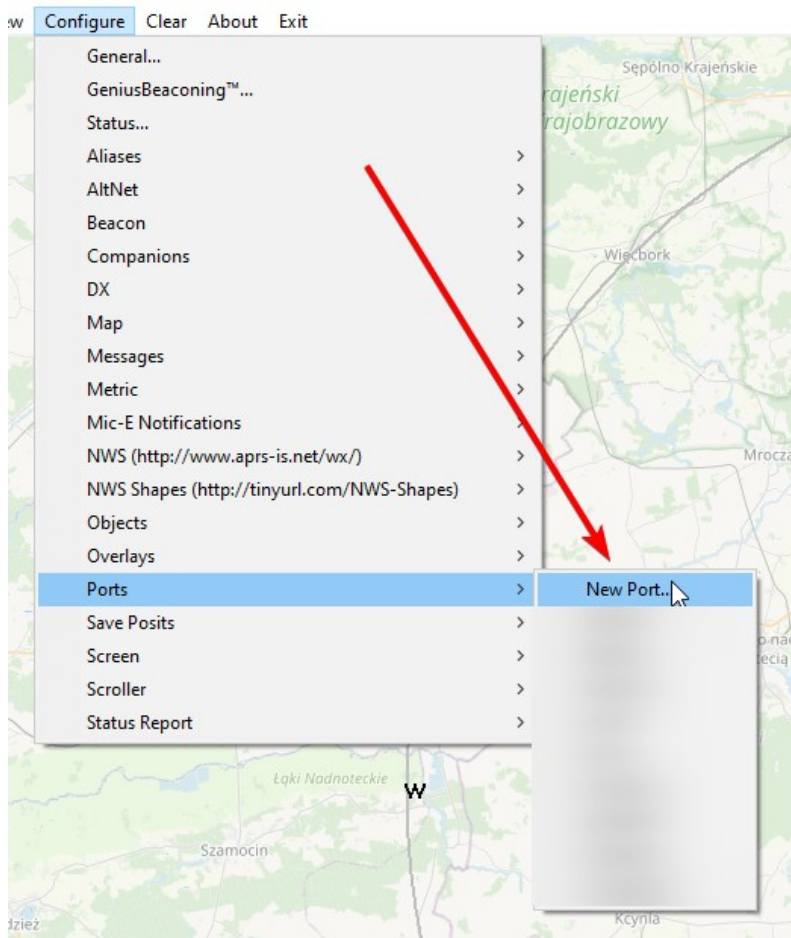 ew Configure Clear About Exit
General...
GeniusBeaconing™...
Status...
Aliases
AltNet
Beacon
Companions
DX
Map
Messages
Metric
Mic-E Notifications
NWS (http://www.aprs-is.net/wx/)
NWS Shapes (http://tinyurl.com/NWS-Shapes)
Objects
Overlays
Ports
New Port...
Save Posits
Screen
Scroller
Status Report
Sępólno Krajeńskie
rajeński
rajobrazowy
Więcbork
Mrocza
Łąki Nadnoteckie
W
Szamocin
Kcynia